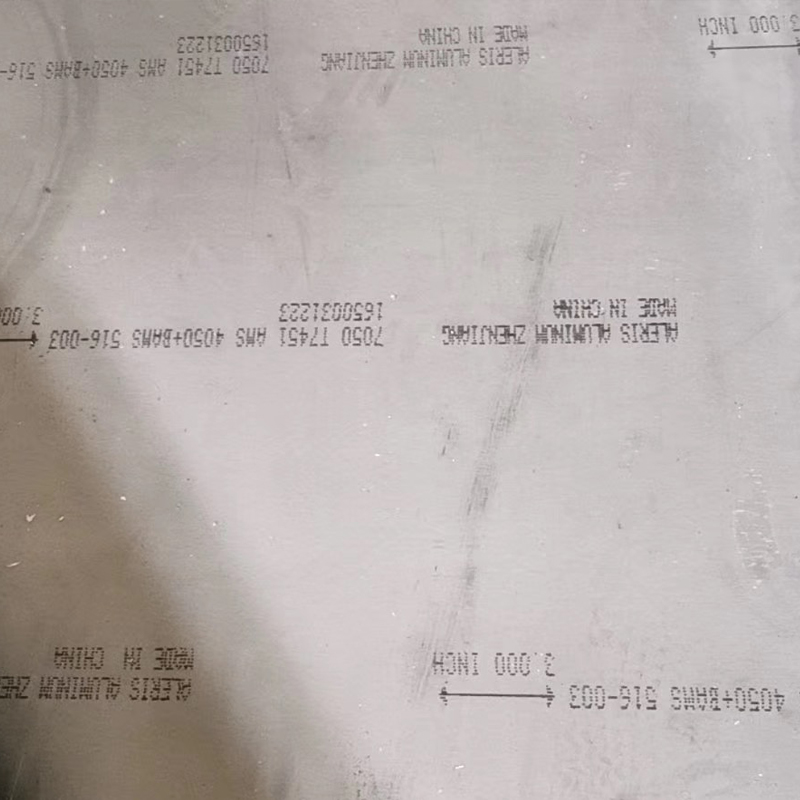 4050+BAMS 516-003
3.000 INCH
ALERIS ALUMINUM ZHE
MADE IN CHINA
ALERIS ALUMINUM ZHENJIANG
MADE IN CHINA
7050 T7451 AMS 4050+BAMS 516-003
1650031223
3.00
3.000 INCH
ALERIS ALUMINUM ZHENJIANG
MADE IN CHINA
7050 T7451 AMS 4050+BAMS 516-
1650031223